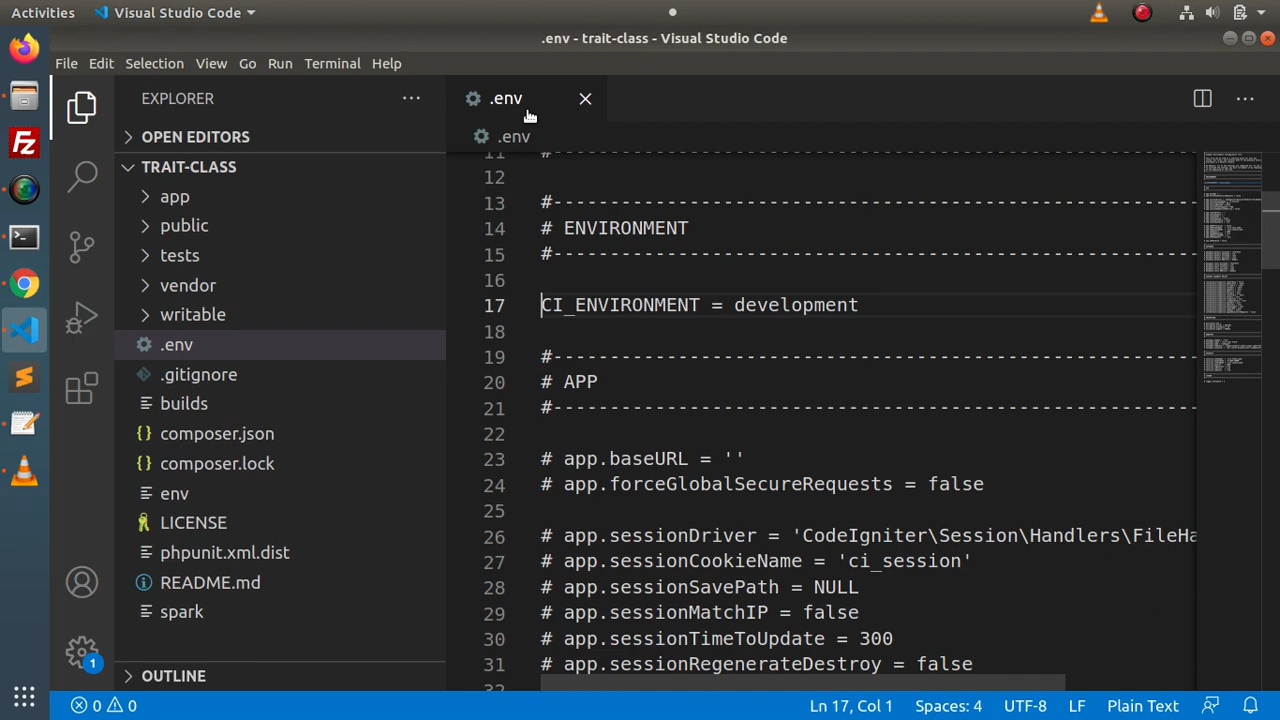 Activities
Visual Studio Code
.env - trait-class - Visual Studio Code
File Edit Selection View Go Run Terminal Help
EXPLORER
OPEN EDITORS
TRAIT-CLASS
app
public
tests
vendor
writable
.env
.gitignore
builds
composer.json
composer.lock
env
LICENSE
phpunit.xml.dist
README.md
spark
OUTLINE
.env
.env
11 #-----------------------------------------------------------
12
13 #-----------------------------------------------------------
14 # ENVIRONMENT
15 #-----------------------------------------------------------
16
17 CI_ENVIRONMENT = development
18
19 #-----------------------------------------------------------
20 # APP
21 #-----------------------------------------------------------
22
23 # app.baseURL = ''
24 # app.forceGlobalSecureRequests = false
25
26 # app.sessionDriver = 'CodeIgniter\Session\Handlers\FileHa
27 # app.sessionCookieName = 'ci_session'
28 # app.sessionSavePath = NULL
29 # app.sessionMatchIP = false
30 # app.sessionTimeToUpdate = 300
31 # app.sessionRegenerateDestroy = false
32
1
0 0
Ln 17, Col 1 Spaces: 4 UTF-8 LF Plain Text